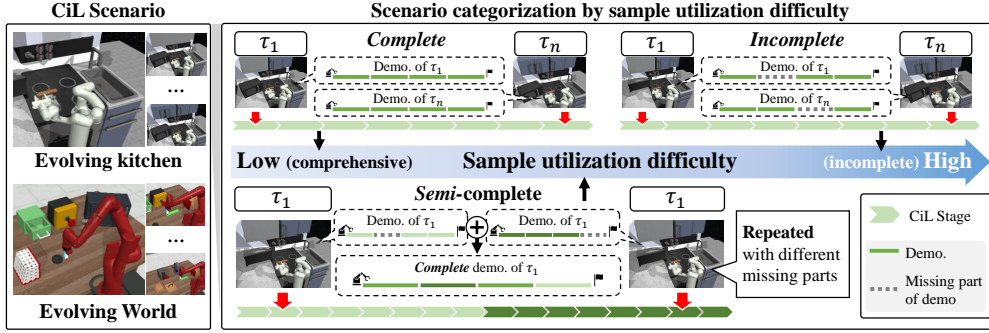 CiL Scenario
...
Evolving kitchen
...
Evolving World
Scenario categorization by sample utilization difficulty
τ1
Complete
τn
Demo. of τ1
Demo. of τn
τ1
Incomplete
τn
Demo. of τ1
Demo. of τn
Low (comprehensive)
Sample utilization difficulty
(incomplete) High
τ1
Semi-complete
τ1
Demo. of τ1
Demo. of τ1
+
Complete demo. of τ1
Repeated
with different
missing parts
CiL Stage
Demo.
Missing part
of demo